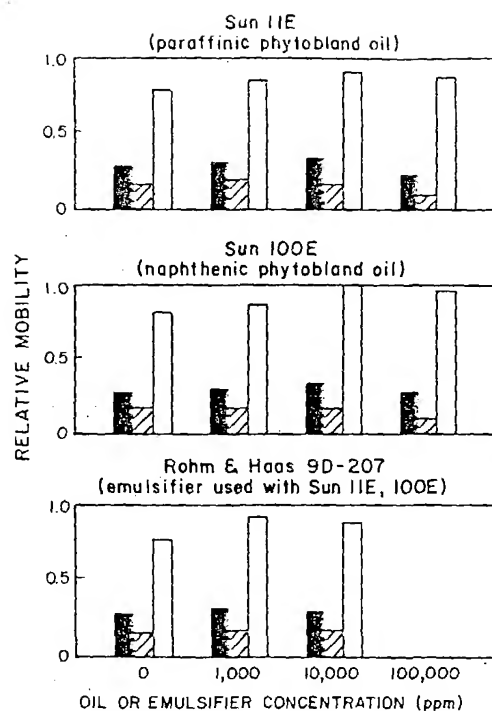 Sun 11E
(paraffinic phytobland oil)
1.0
0.5
0
Sun 100E
(naphthenic phytobland oil)
1.0
0.5
0
RELATIVE MOBILITY
Rohm & Haas 9D-207
(emulsifier used with Sun 11E, 100E)
1.0
0.5
0
0 1,000 10,000 100,000
OIL OR EMULSIFIER CONCENTRATION (ppm)